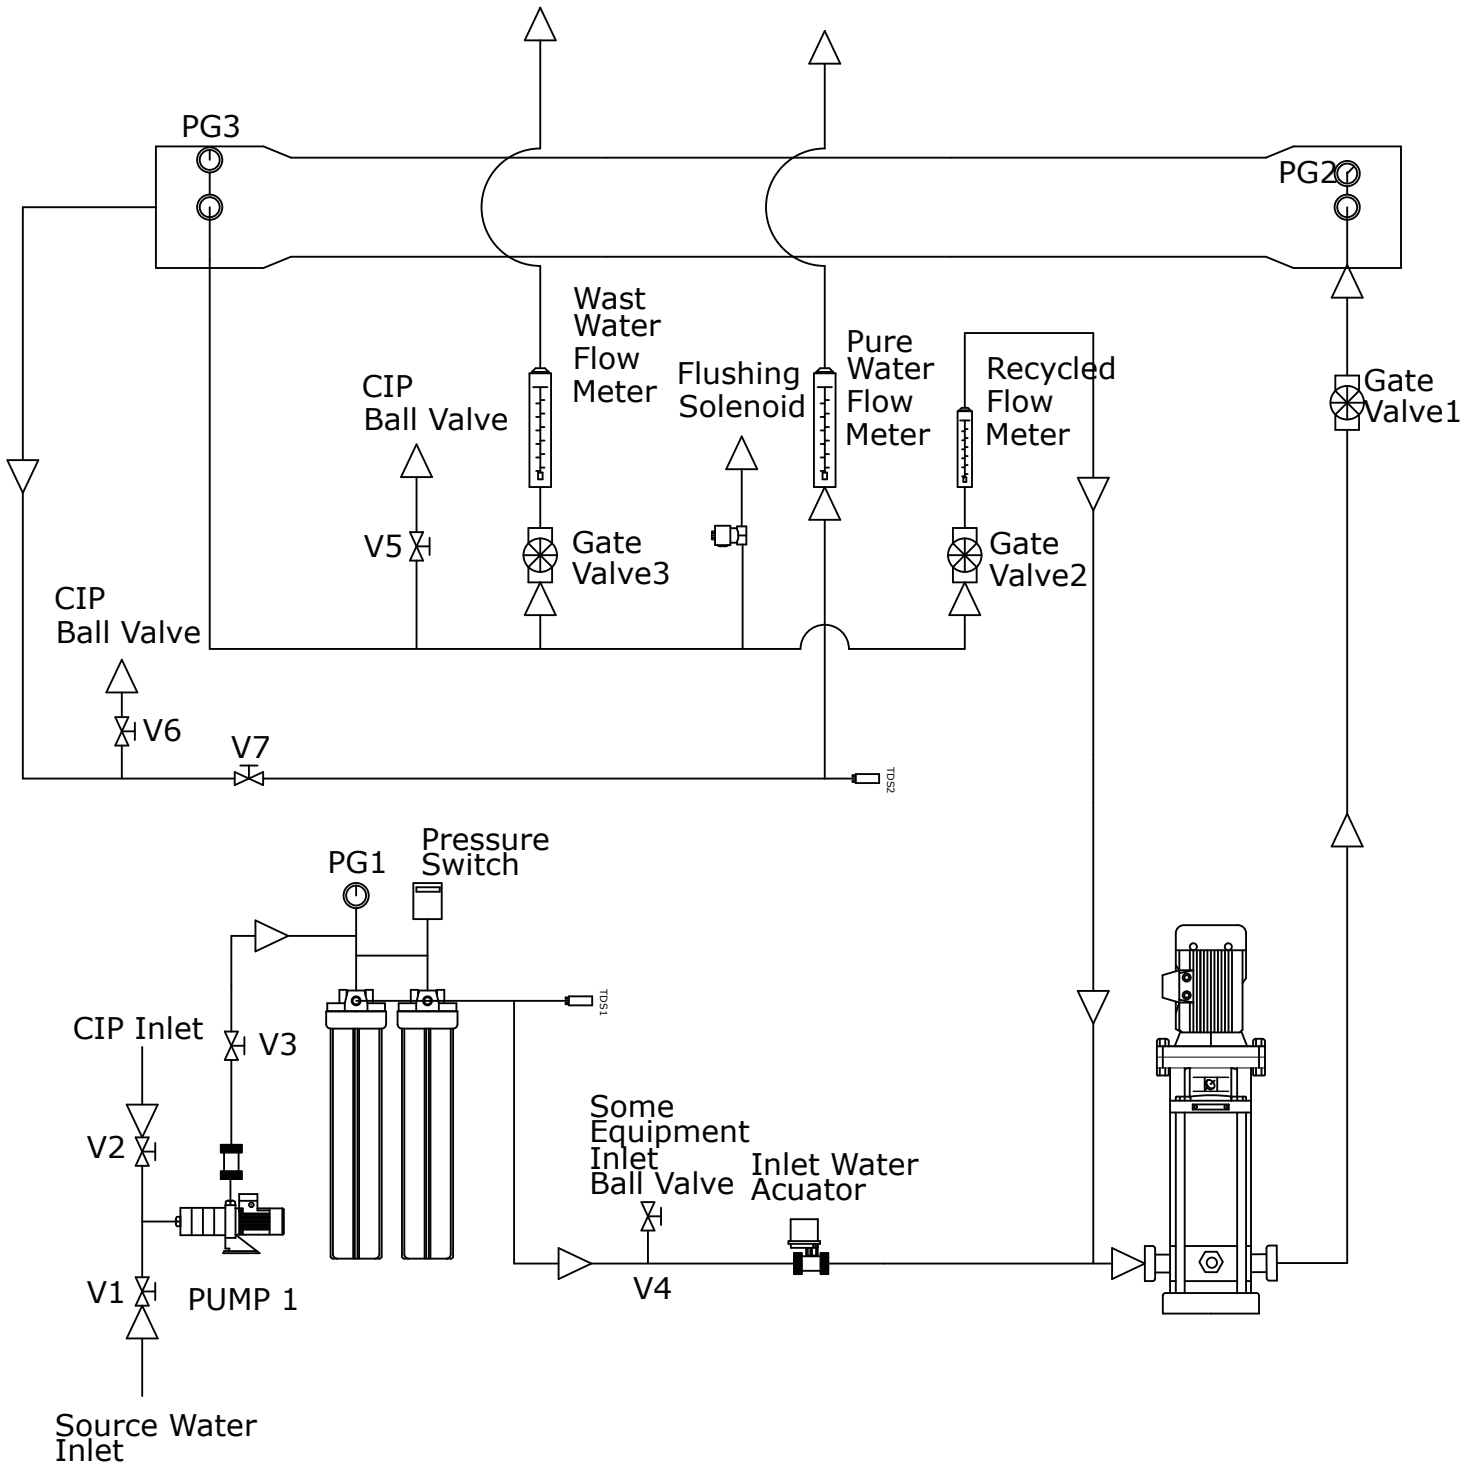 PG3
PG2
Wast
Water
Flow
Meter
CIP
Ball Valve
Flushing
Solenoid
Pure
Water
Flow
Meter
Recycled
Flow
Meter
Gate
Valve1
V5
Gate
Valve3
Gate
Valve2
CIP
Ball Valve
V6
V7
TDS2
PG1
Pressure
Switch
TDS1
CIP Inlet
V3
V2
Some
Equipment
Inlet
Ball Valve
Inlet Water
Acuator
V1
PUMP 1
V4
Source Water
Inlet